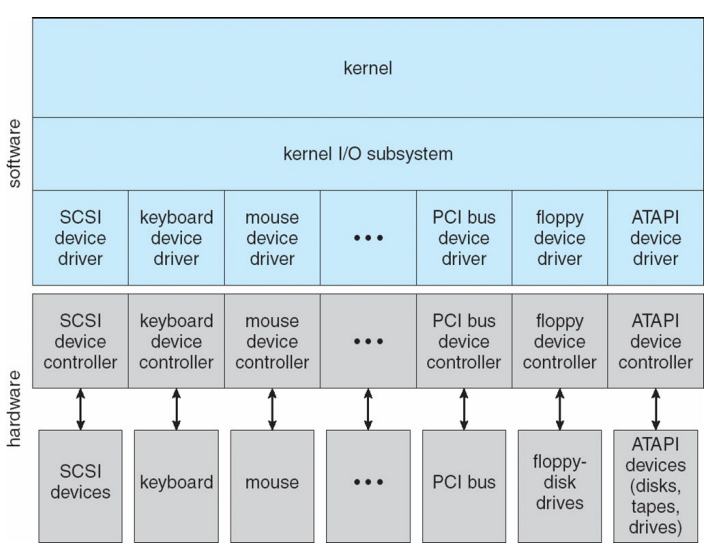 software
kernel
kernel I/O subsystem
SCSI
device
driver
keyboard
device
driver
mouse
device
driver
•••
PCI bus
device
driver
floppy
device
driver
ATAPI
device
driver
hardware
SCSI
device
controller
keyboard
device
controller
mouse
device
controller
•••
PCI bus
device
controller
floppy
device
controller
ATAPI
device
controller
SCSI
devices
keyboard
mouse
•••
PCI bus
floppy-
disk
drives
ATAPI
devices
(disks,
tapes,
drives)